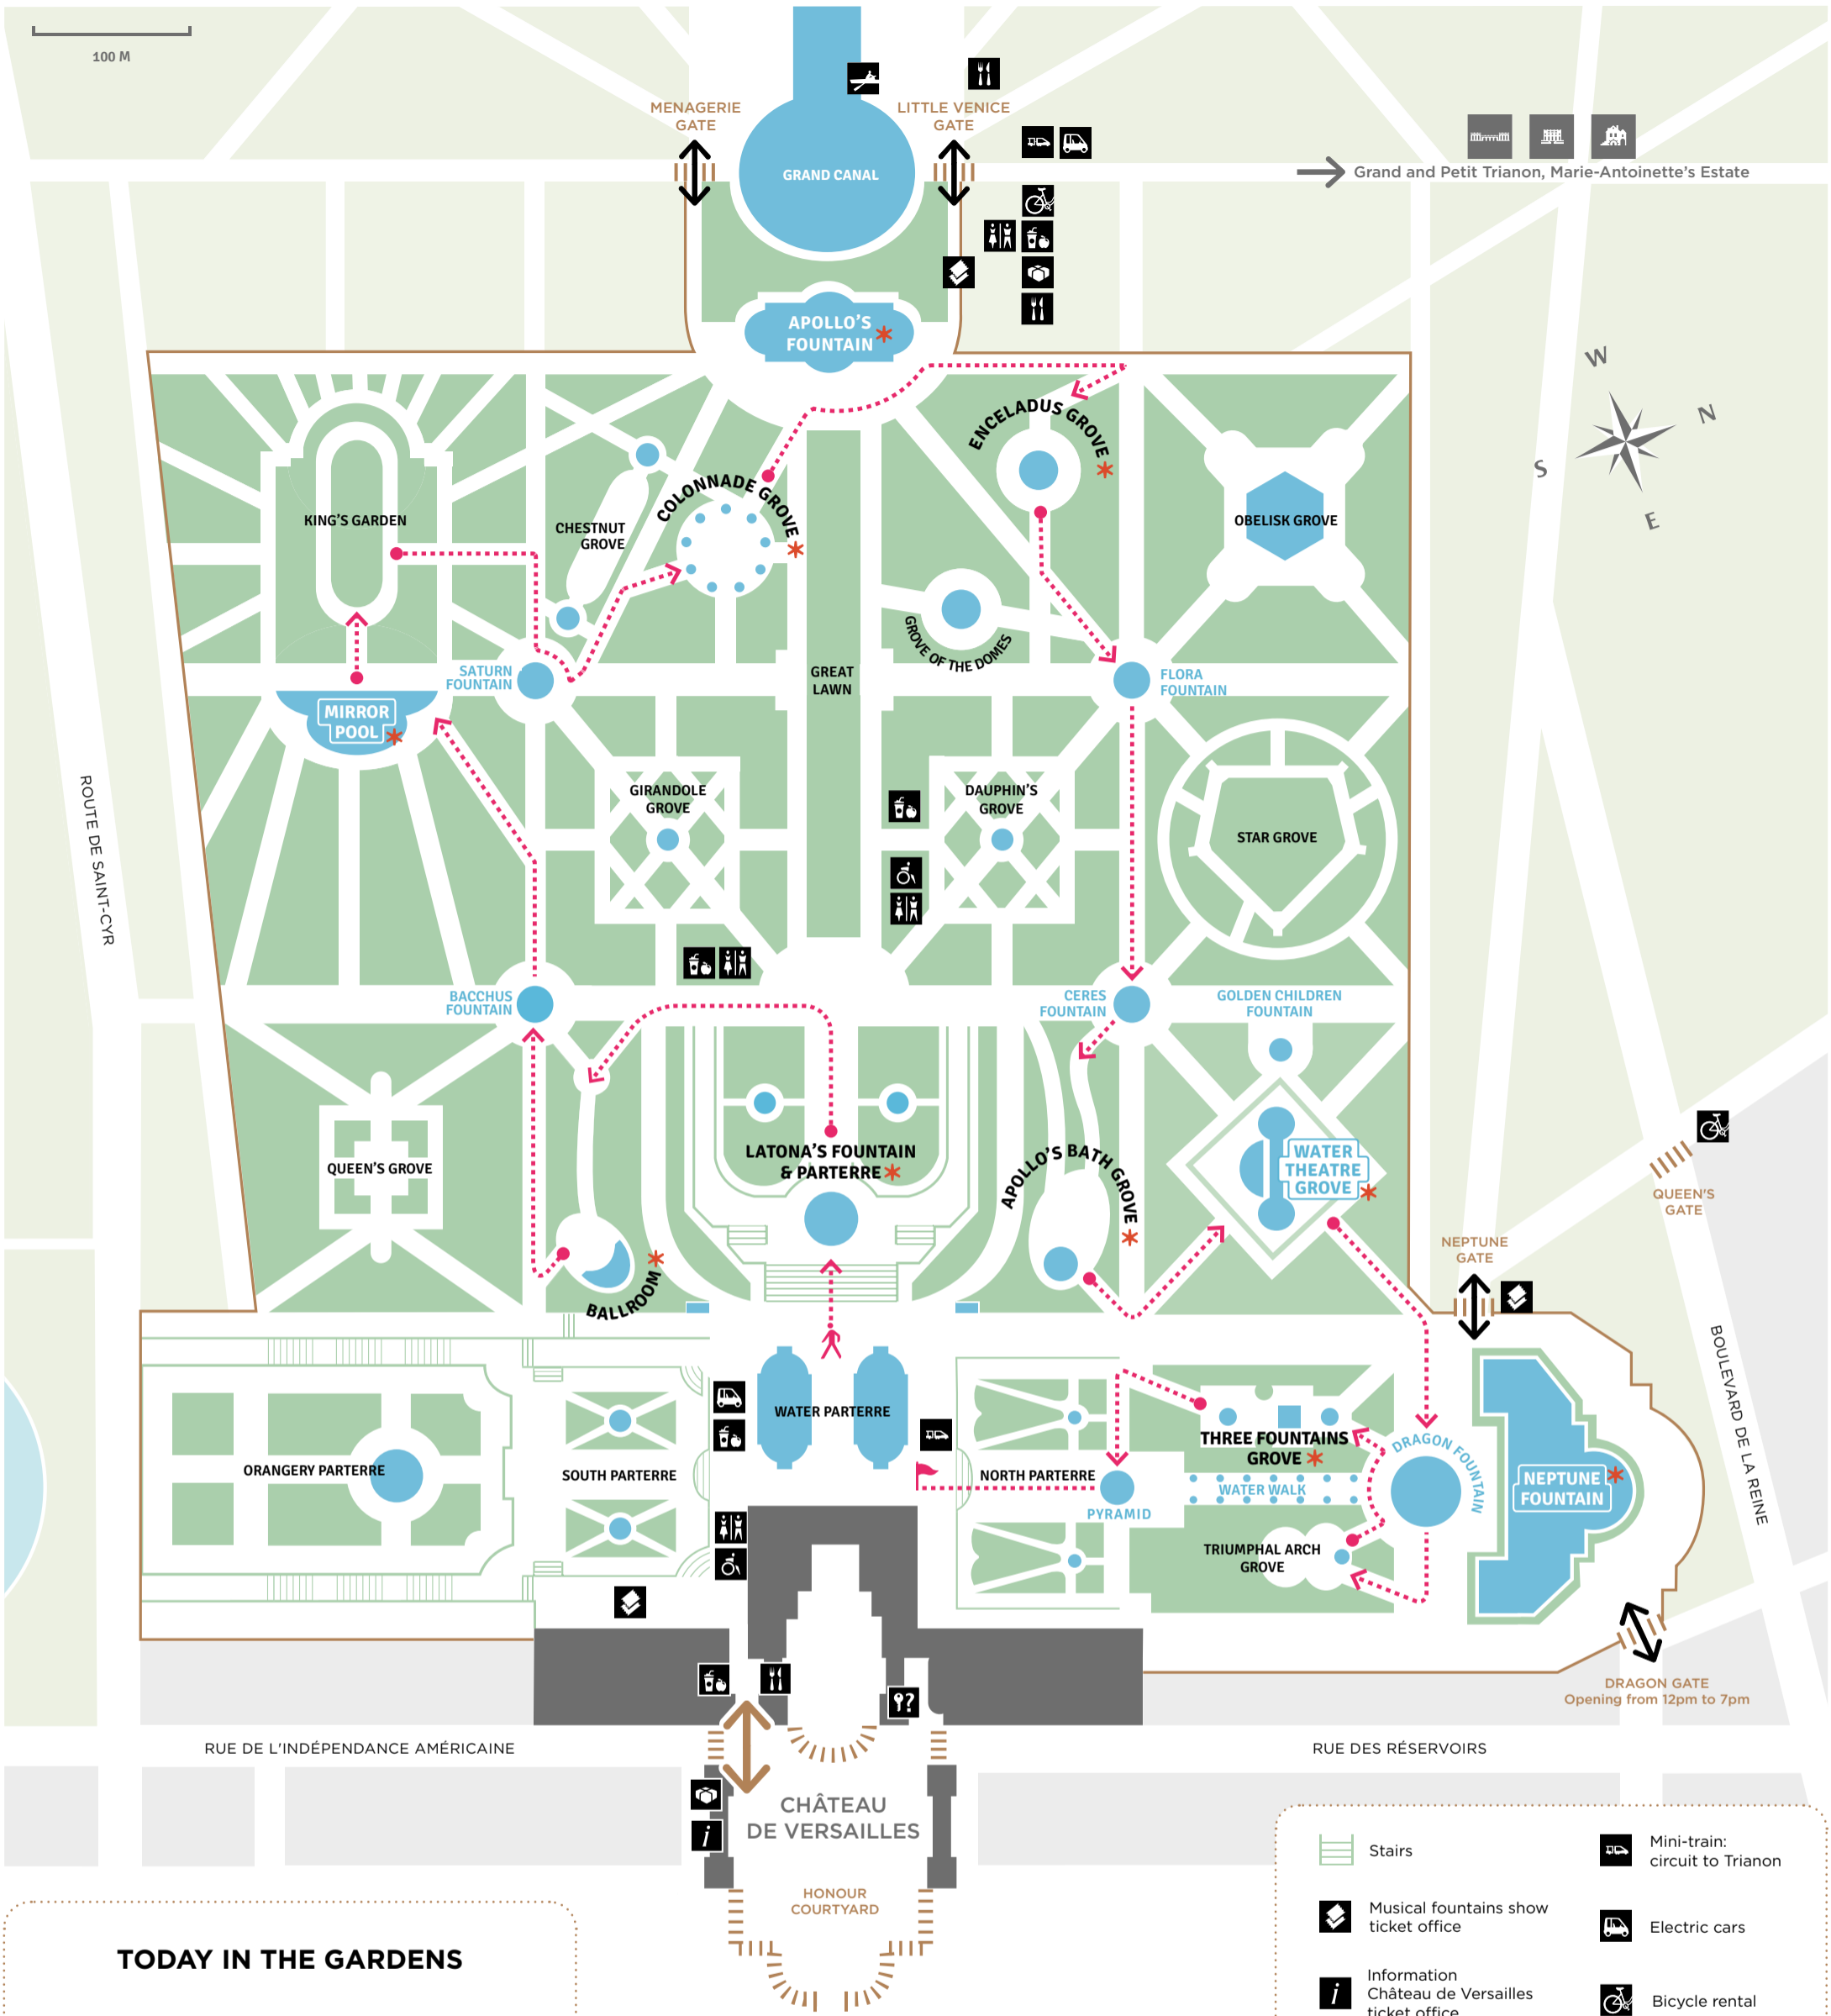 100 M
MENAGERIE
GATE
LITTLE VENICE
GATE
GRAND CANAL
Grand and Petit Trianon, Marie-Antoinette's Estate
APOLLO'S
FOUNTAIN
W
N
S
E
ENCELADUS GROVE
COLONNADE GROVE
KING'S GARDEN
CHESTNUT
GROVE
OBELISK GROVE
GROVE OF THE DOMES
SATURN
FOUNTAIN
GREAT
LAWN
FLORA
FOUNTAIN
MIRROR
POOL
ROUTE DE SAINT-CYR
GIRANDOLE
GROVE
DAUPHIN'S
GROVE
STAR GROVE
BACCHUS
FOUNTAIN
CERES
FOUNTAIN
GOLDEN CHILDREN
FOUNTAIN
QUEEN'S GROVE
LATONA'S FOUNTAIN
& PARTERRE
APOLLO'S BATH GROVE
WATER
THEATRE
GROVE
QUEEN'S
GATE
NEPTUNE
GATE
BALLROOM
BOULEVARD DE LA REINE
WATER PARTERRE
ORANGERY PARTERRE
SOUTH PARTERRE
NORTH PARTERRE
THREE FOUNTAINS
GROVE
DRAGON FOUNTAIN
NEPTUNE
FOUNTAIN
WATER WALK
PYRAMID
TRIUMPHAL ARCH
GROVE
?
DRAGON GATE
Opening from 12pm to 7pm
RUE DE L'INDÉPENDANCE AMÉRICAINE
RUE DES RÉSERVOIRS
CHÂTEAU
DE VERSAILLES
i
HONOUR
COURTYARD
TODAY IN THE GARDENS
Stairs
Mini-train:
circuit to Trianon
Musical fountains show
ticket office
Electric cars
i
Information
Château de Versailles
ticket office
Bicycle rental